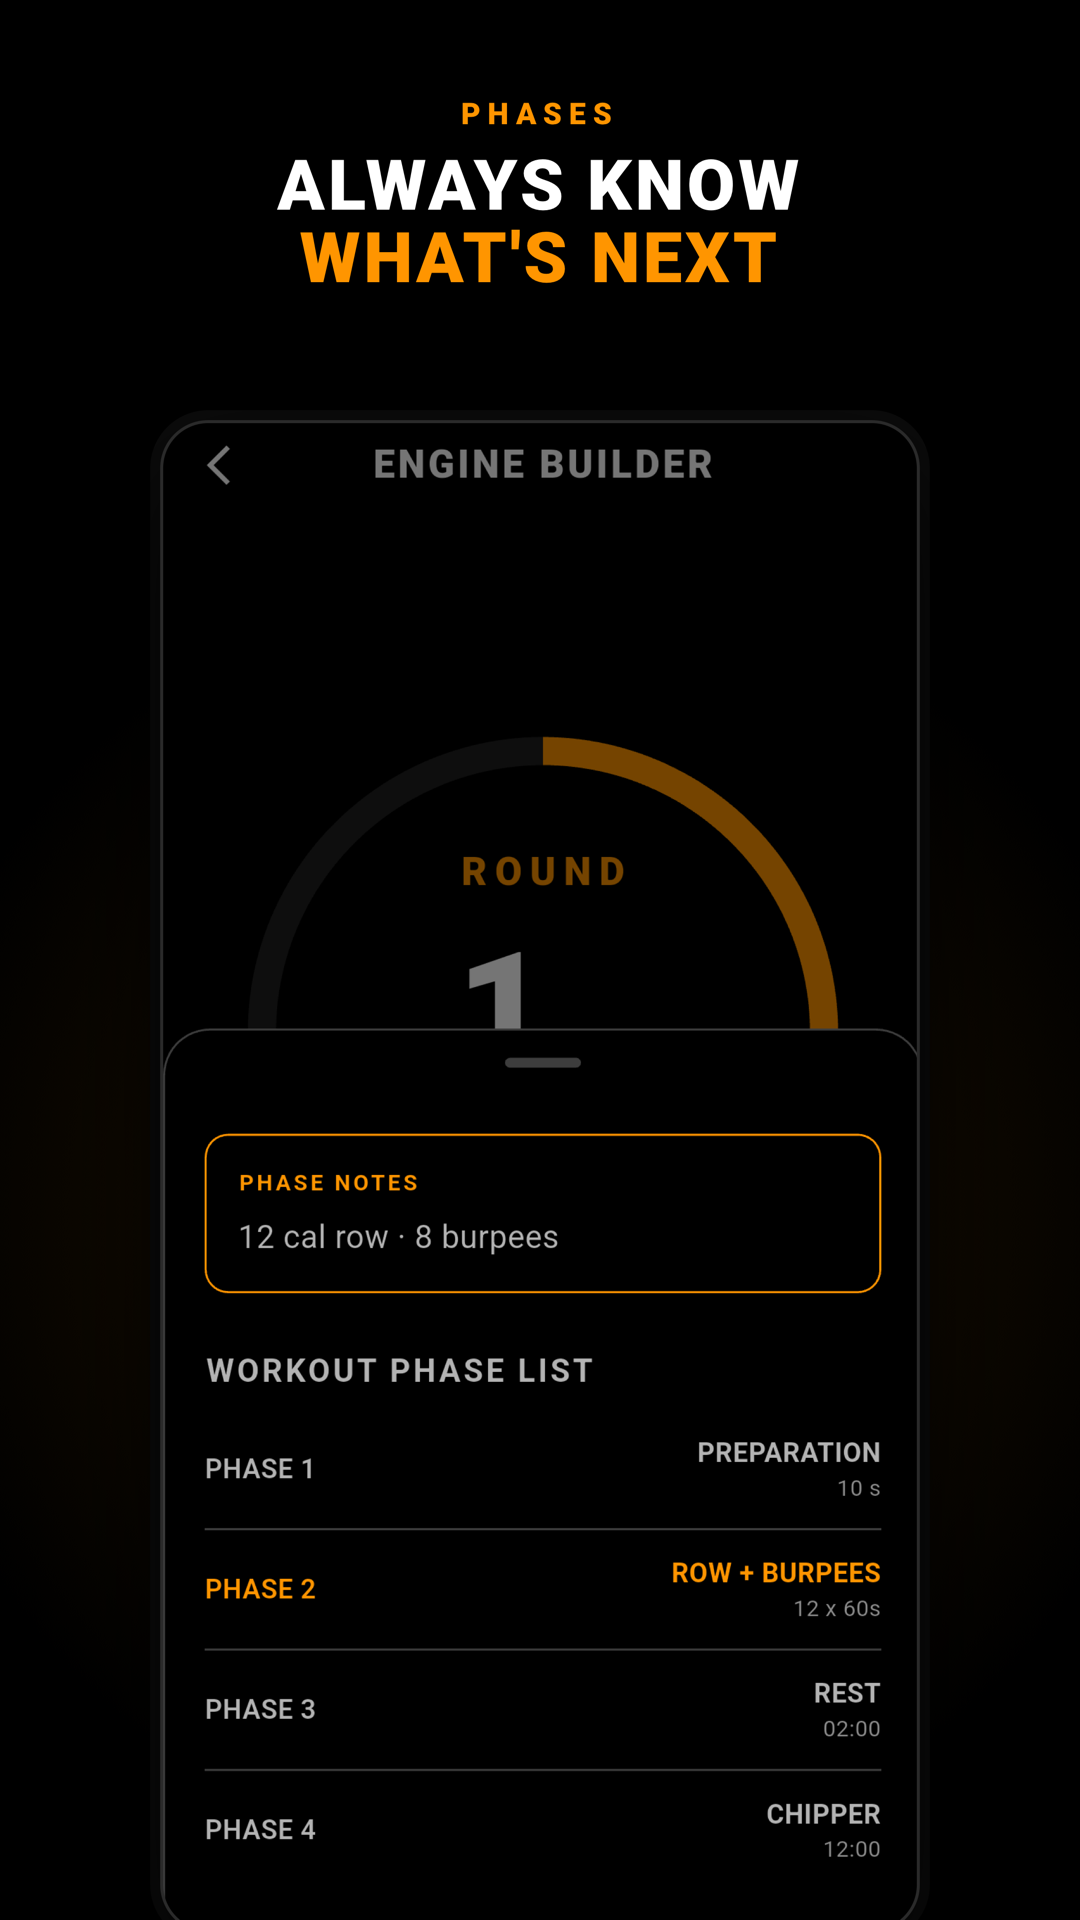 PHASES
ALWAYS KNOW
WHAT'S NEXT
ENGINE BUILDER
ROUND
1
PHASE NOTES
12 cal row · 8 burpees
WORKOUT PHASE LIST
PHASE 1
PREPARATION
10 s
PHASE 2
ROW + BURPEES
12 x 60s
PHASE 3
REST
02:00
PHASE 4
CHIPPER
12:00